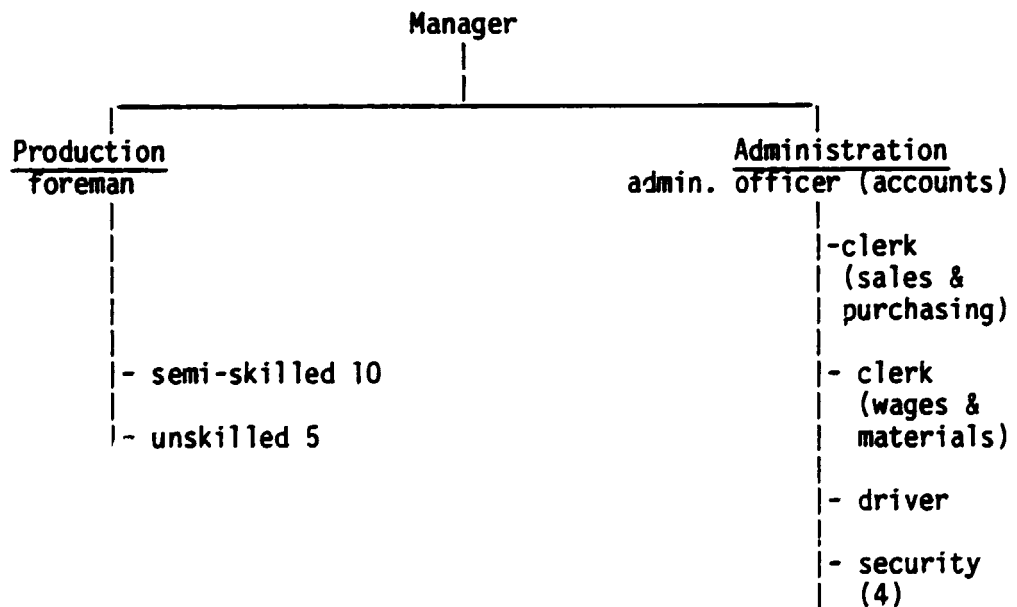 Manager
Production
foreman
- semi-skilled 10
- unskilled 5
Administration
admin. officer (accounts)
-clerk
(sales &
purchasing)
- clerk
(wages &
materials)
- driver
- security
(4)